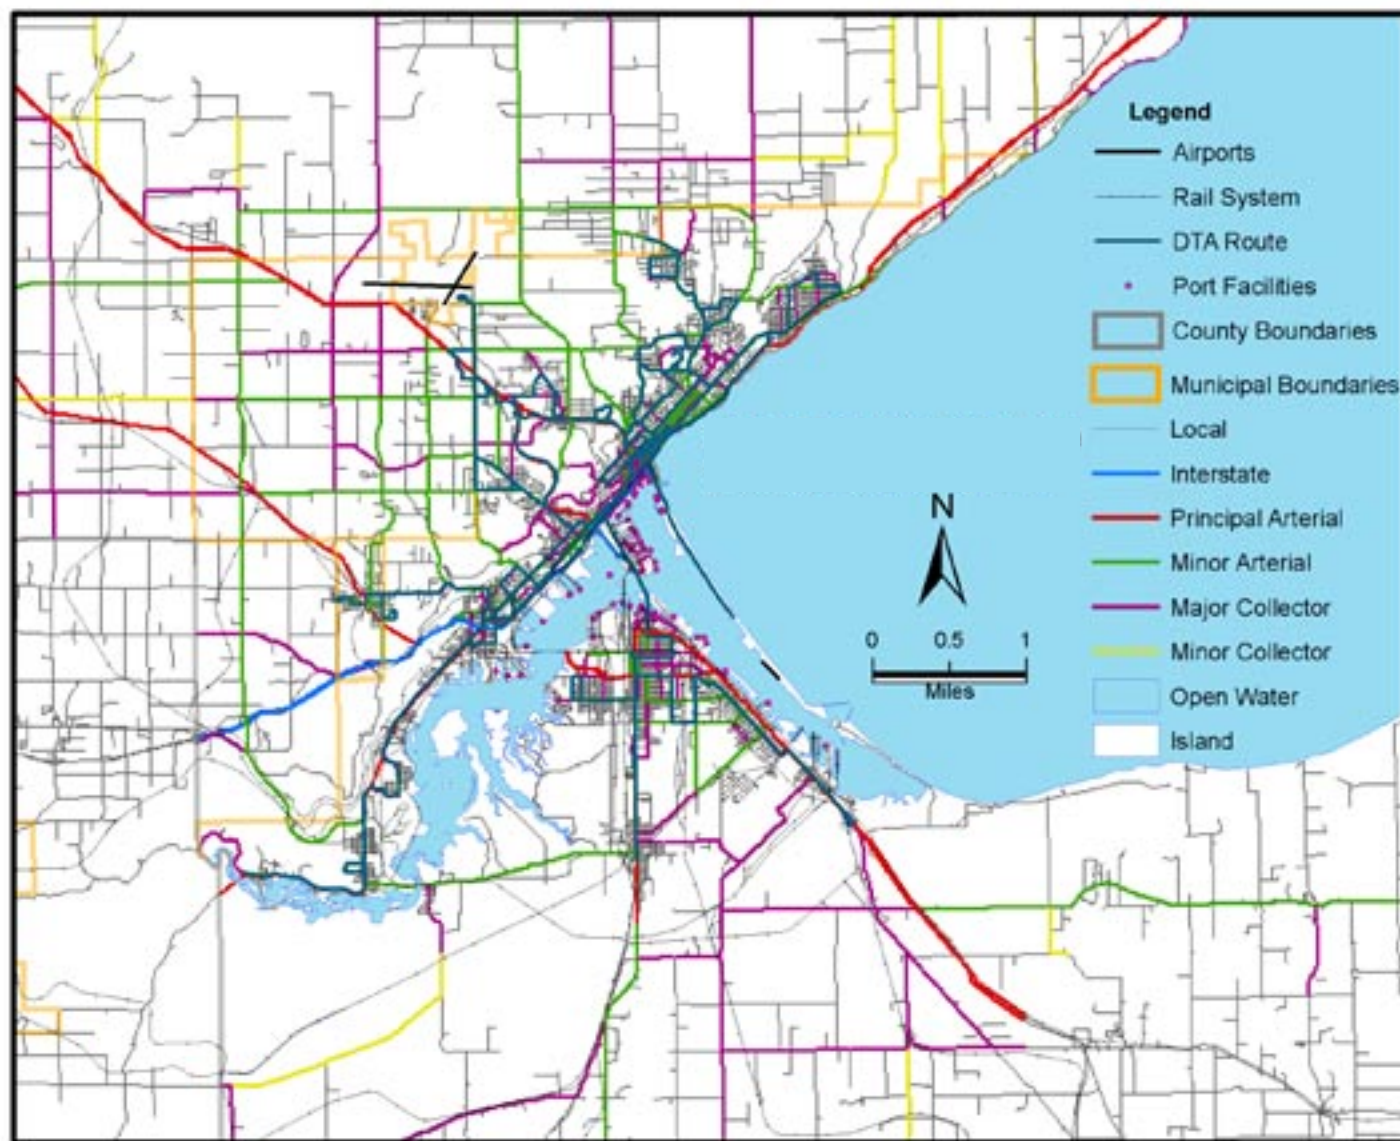 Legend
Airports
Rail System
DTA Route
Port Facilities
County Boundaries
Municipal Boundaries
Local
Interstate
Principal Arterial
Minor Arterial
Major Collector
Minor Collector
Open Water
Island
N
0 0.5 1
Miles